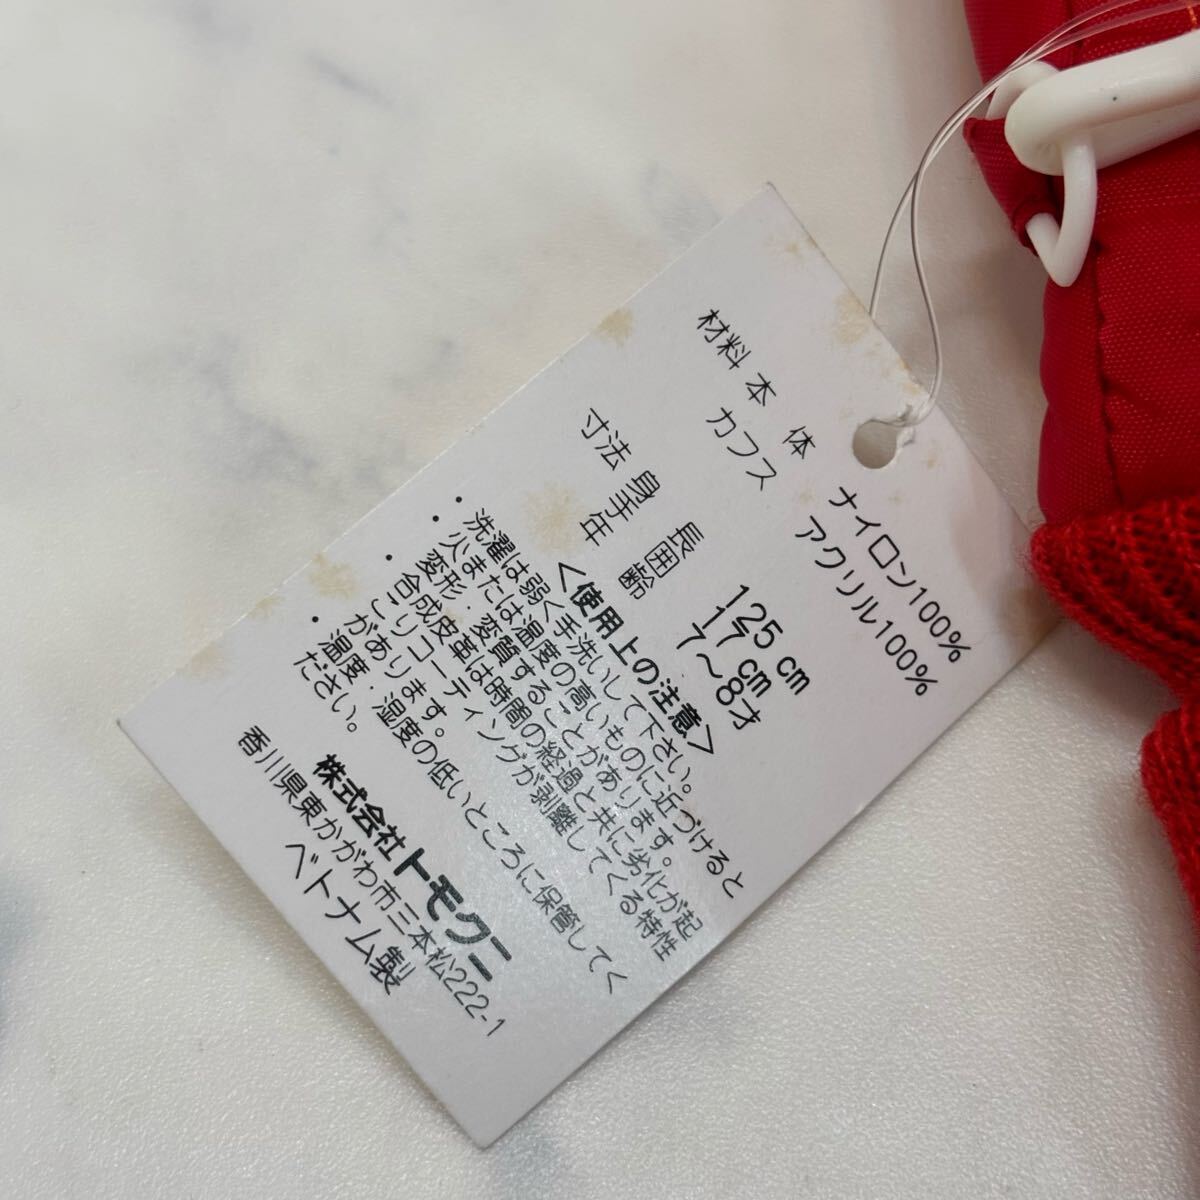 材料 本 体 ナイロン100%
カフス アクリル100%
寸法 身 長 125 cm
手 囲 17 cm
年 齢 7～8才
<使用上の注意>
・洗濯は弱く手洗いして下さい。
・火または温度の高いものに近づけると
変形・変質することがあります。
・合成皮革は時間の経過と共に劣化が起
こりコーティングが剥離してくる特性
があります。
・温度・湿度の低いところに保管してく
ださい。
株式会社トモクニ
香川県東かがわ市三本松222-1
ベトナム製